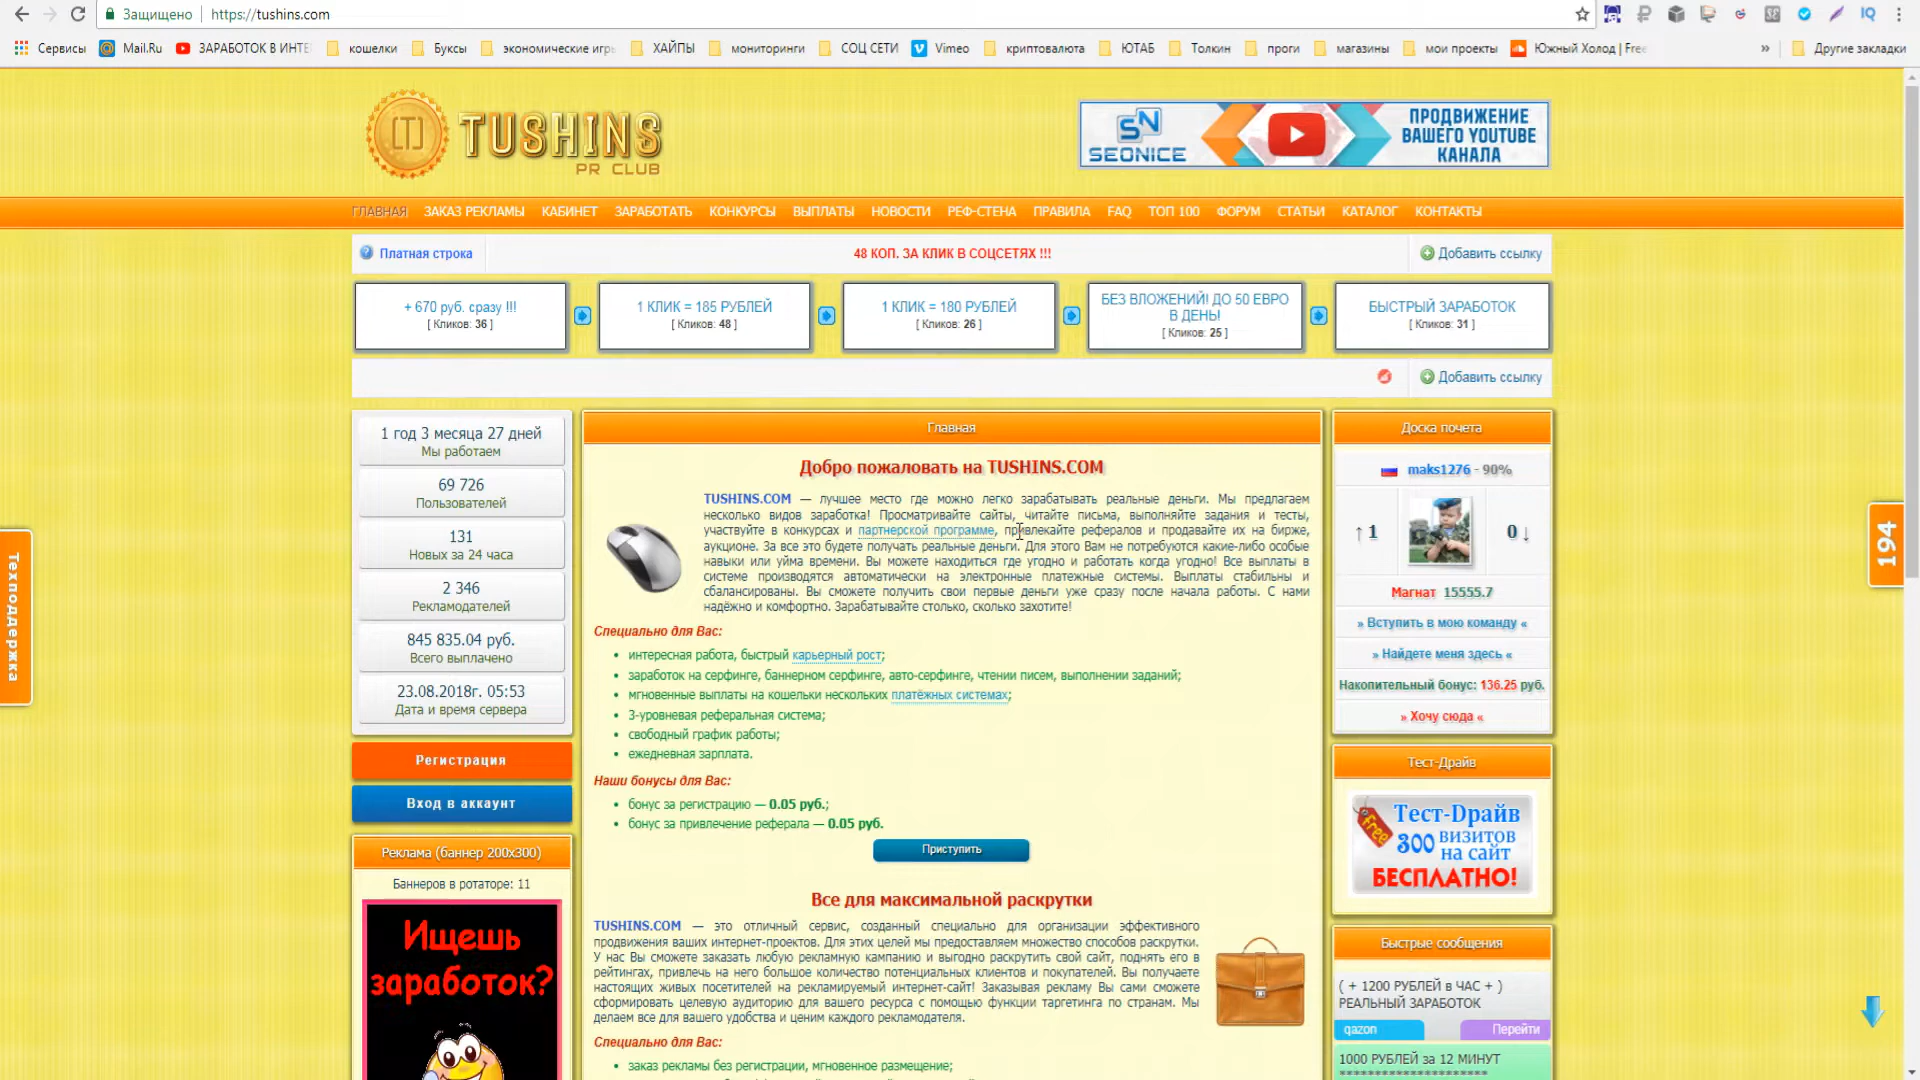 Защищено https://tushins.com
Сервисы Mail.Ru ЗАРАБОТОК В ИНТЕ кошелки Буксы экономические игры ХАЙПЫ мониторинги СОЦ СЕТИ Vimeo криптовалюта ЮТАБ Толкин проги магазины мои проекты Южный Холод | Free » Другие закладки
TUSHINS
PR CLUB
SN
SEONICE
ПРОДВИЖЕНИЕ
ВАШЕГО YOUTUBE
КАНАЛА
ГЛАВНАЯ ЗАКАЗ РЕКЛАМЫ КАБИНЕТ ЗАРАБОТАТЬ КОНКУРСЫ ВЫПЛАТЫ НОВОСТИ РЕФ-СТЕНА ПРАВИЛА FAQ ТОП 100 ФОРУМ СТАТЬИ КАТАЛОГ КОНТАКТЫ
Платная строка 48 КОП. ЗА КЛИК В СОЦСЕТЯХ !!! Добавить ссылку
+ 670 руб. сразу !!!
[ Кликов: 36 ]
1 КЛИК = 185 РУБЛЕЙ
[ Кликов: 48 ]
1 КЛИК = 180 РУБЛЕЙ
[ Кликов: 26 ]
БЕЗ ВЛОЖЕНИЙ! ДО 50 ЕВРО
В ДЕНЬ!
[ Кликов: 25 ]
БЫСТРЫЙ ЗАРАБОТОК
[ Кликов: 31 ]
Добавить ссылку
1 год 3 месяца 27 дней
Мы работаем
69 726
Пользователей
131
Новых за 24 часа
2 346
Рекламодателей
845 835.04 руб.
Всего выплачено
23.08.2018г. 05:53
Дата и время сервера
Регистрация
Вход в аккаунт
Реклама (баннер 200x300)
Баннеров в ротаторе: 11
Ищешь
заработок?
Техподдержка
Главная
Добро пожаловать на TUSHINS.COM
TUSHINS.COM — лучшее место где можно легко зарабатывать реальные деньги. Мы предлагаем
несколько видов заработка! Просматривайте сайты, читайте письма, выполняйте задания и тесты,
участвуйте в конкурсах и партнерской программе, привлекайте рефералов и продавайте их на бирже,
аукционе. За все это будете получать реальные деньги. Для этого Вам не потребуются какие-либо особые
навыки или уйма времени. Вы можете находиться где угодно и работать когда угодно! Все выплаты в
системе производятся автоматически на электронные платежные системы. Выплаты стабильны и
сбалансированы. Вы сможете получить свои первые деньги уже сразу после начала работы. С нами
надёжно и комфортно. Зарабатывайте столько, сколько захотите!
Специально для Вас:
• интересная работа, быстрый карьерный рост;
• заработок на серфинге, баннерном серфинге, авто-серфинге, чтении писем, выполнении заданий;
• мгновенные выплаты на кошельки нескольких платёжных системах;
• 3-уровневая реферальная система;
• свободный график работы;
• ежедневная зарплата.
Наши бонусы для Вас:
• бонус за регистрацию — 0.05 руб.;
• бонус за привлечение реферала — 0.05 руб.
Приступить
Все для максимальной раскрутки
TUSHINS.COM — это отличный сервис, созданный специально для организации эффективного
продвижения ваших интернет-проектов. Для этих целей мы предоставляем множество способов раскрутки.
У нас Вы сможете заказать любую рекламную кампанию и выгодно раскрутить свой сайт, поднять его в
рейтингах, привлечь на него большое количество потенциальных клиентов и покупателей. Вы получаете
настоящих живых посетителей на рекламируемый интернет-сайт! Заказывая рекламу Вы сами сможете
сформировать целевую аудиторию для вашего ресурса с помощью функции таргетинга по странам. Мы
делаем все для вашего удобства и ценим каждого рекламодателя.
Специально для Вас:
• заказ рекламы без регистрации, мгновенное размещение;
Доска почета
maks1276 - 90%
↑ 1 0 ↓
Магнат 15555.7
» Вступить в мою команду «
» Найдете меня здесь «
Накопительный бонус: 136.25 руб.
» Хочу сюда «
Тест-Драйв
Free
Тест-Драйв
300 визитов
на сайт
БЕСПЛАТНО!
Быстрые сообщения
( + 1200 РУБЛЕЙ в ЧАС + )
РЕАЛЬНЫЙ ЗАРАБОТОК
qazon Перейти
1000 РУБЛЕЙ за 12 МИНУТ
*********************
194